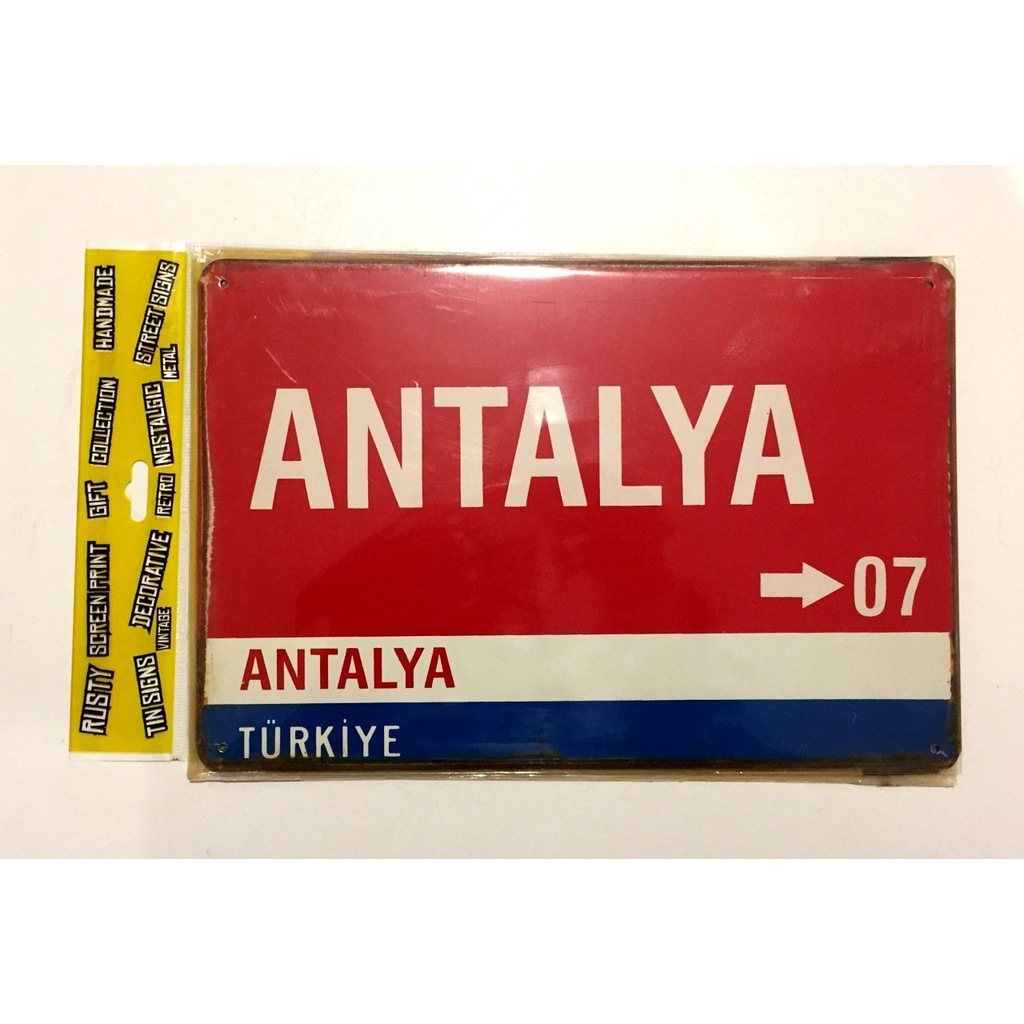 ANTALYA
→07
ANTALYA
TÜRKİYE
RUSTY SCREEN PRINT GIFT COLLECTION HANDMADE
TIN SIGNS VINTAGE DECORATIVE RETRO NOSTALGIC METAL STREET SIGNS